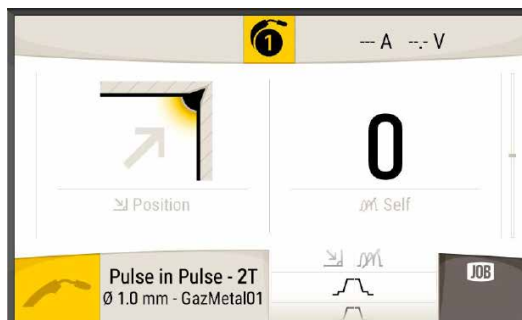 1
--- A --.- V
0
Position
Self
Pulse in Pulse - 2T
Ø 1.0 mm - GazMetal01
JOB